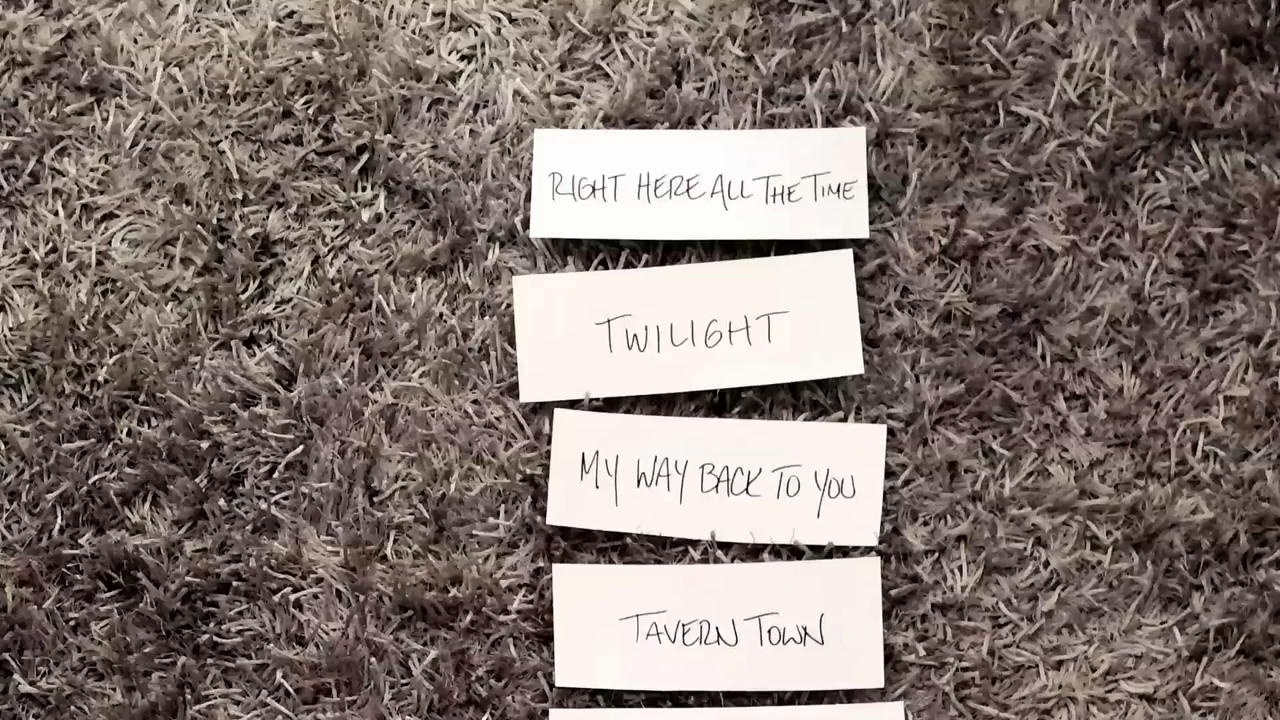 RIGHT HERE ALL THE TIME
TWILIGHT
MY WAY BACK TO YOU
TAVERN TOWN